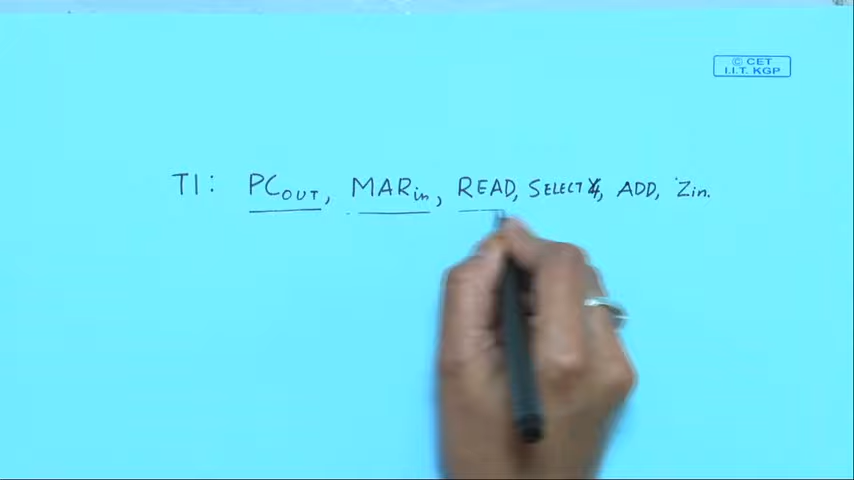 © CET
I.I.T. KGP
T1: PCOUT, MARin, READ, SELECT4, ADD, Zin.